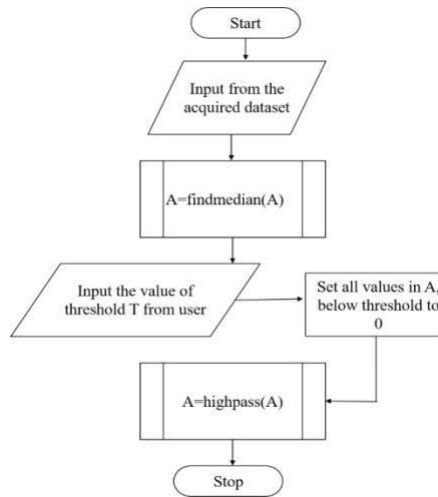 Start
Input from the
acquired dataset
A=findmedian(A)
Input the value of
threshold T from user
Set all values in A,
below threshold to
0
A=highpass(A)
Stop